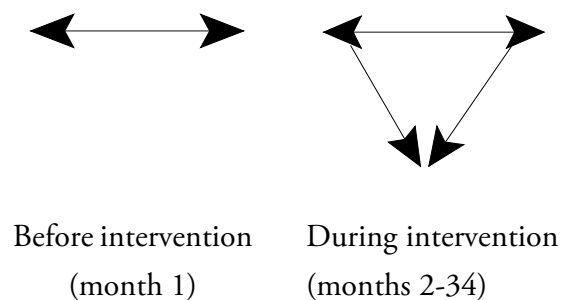 Before intervention
(month 1)
During intervention
(months 2-34)